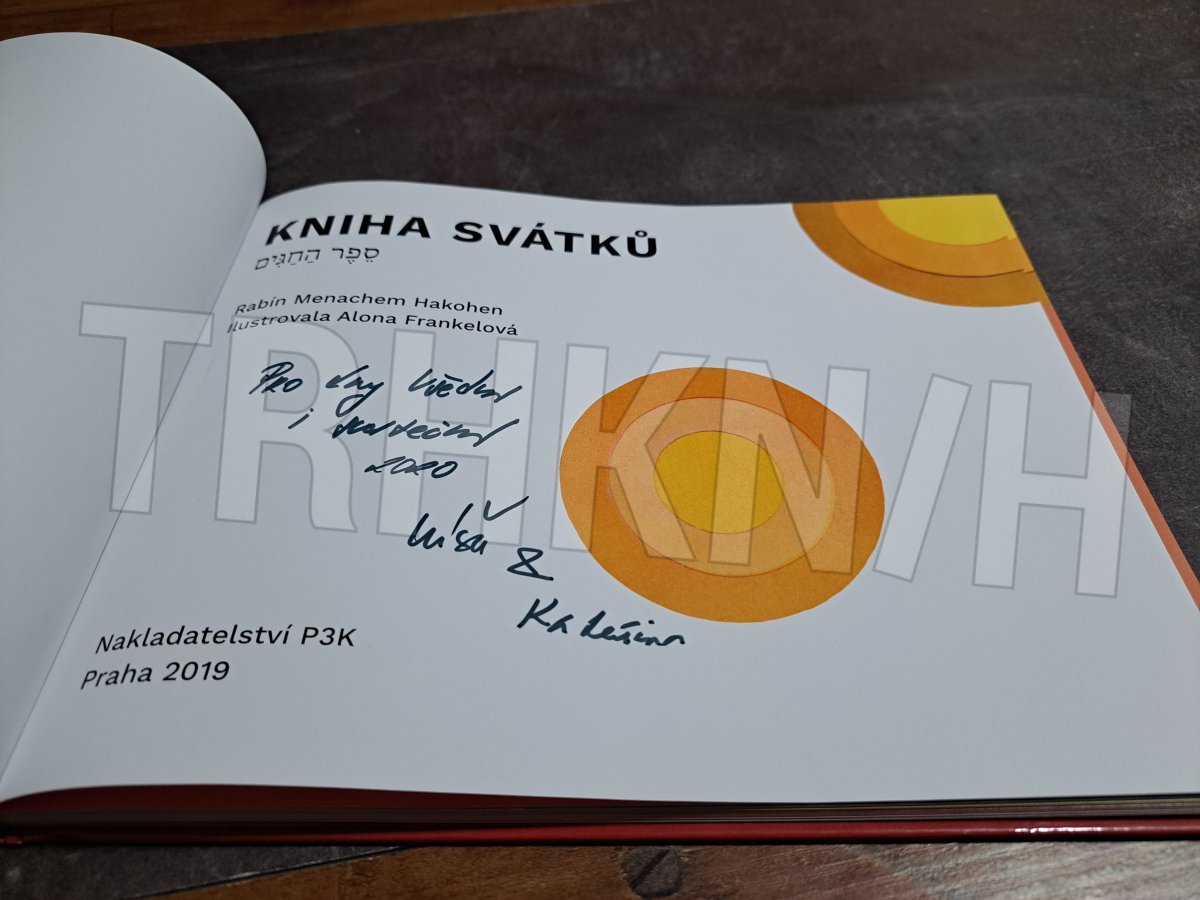 KNIHA SVÁTKŮ
סֵפֶר הַחַגִּים
Rabín Menachem Hakohen
Ilustrovala Alona Frankelová
Pro dny všední
i sváteční
2020
&
Kateřina
Nakladatelství P3K
Praha 2019
TRHKNIH